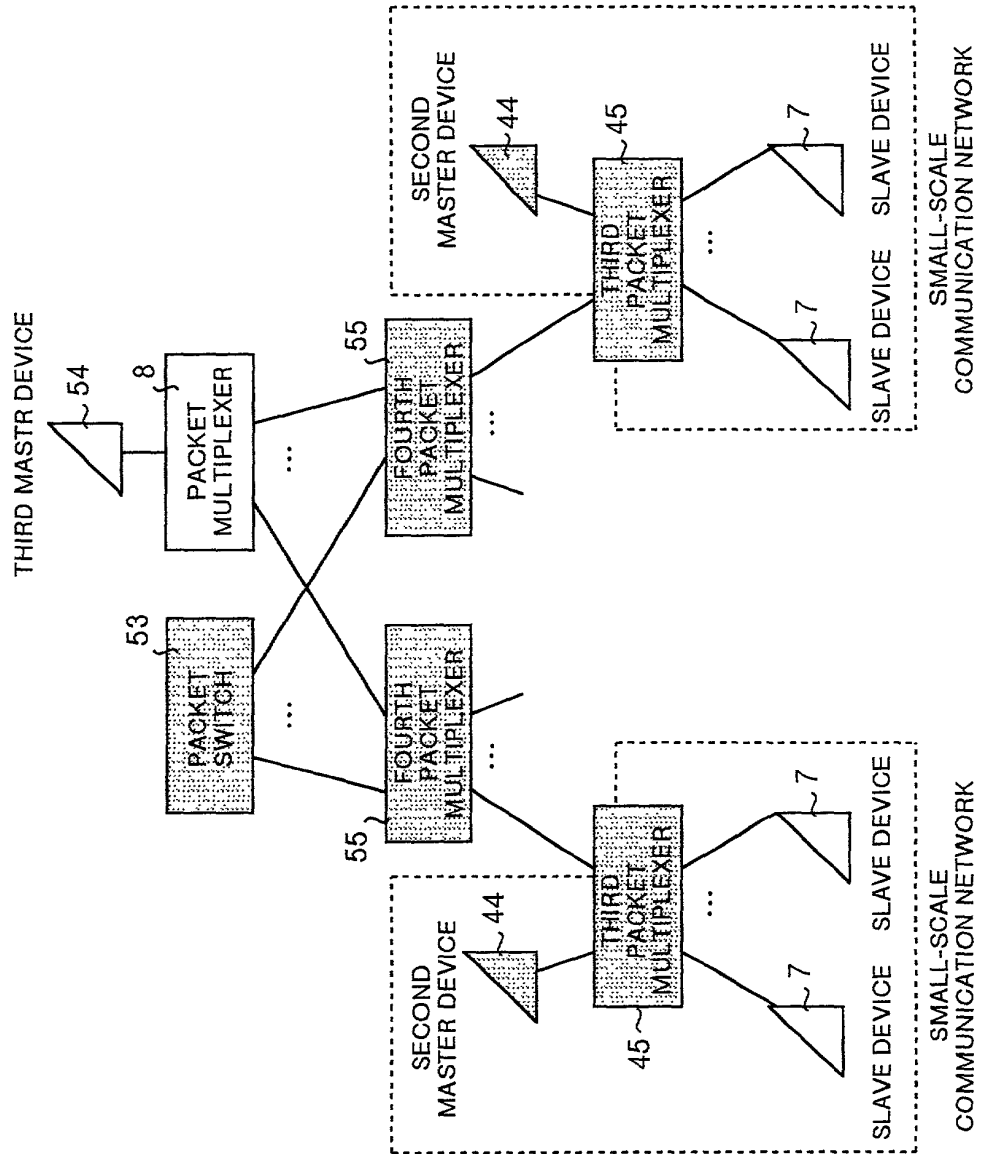 THIRD MASTR DEVICE
54
53
PACKET
SWITCH
...
8
PACKET
MULTIPLEXER
...
55
FOURTH
PACKET
MULTIPLEXER
...
55
FOURTH
PACKET
MULTIPLEXER
...
SECOND
MASTER DEVICE
44
45
THIRD
PACKET
MULTIPLEXER
...
7
7
SLAVE DEVICE
SLAVE DEVICE
SMALL-SCALE
COMMUNICATION NETWORK
SECOND
MASTER DEVICE
44
45
THIRD
PACKET
MULTIPLEXER
...
7
7
SLAVE DEVICE
SLAVE DEVICE
SMALL-SCALE
COMMUNICATION NETWORK